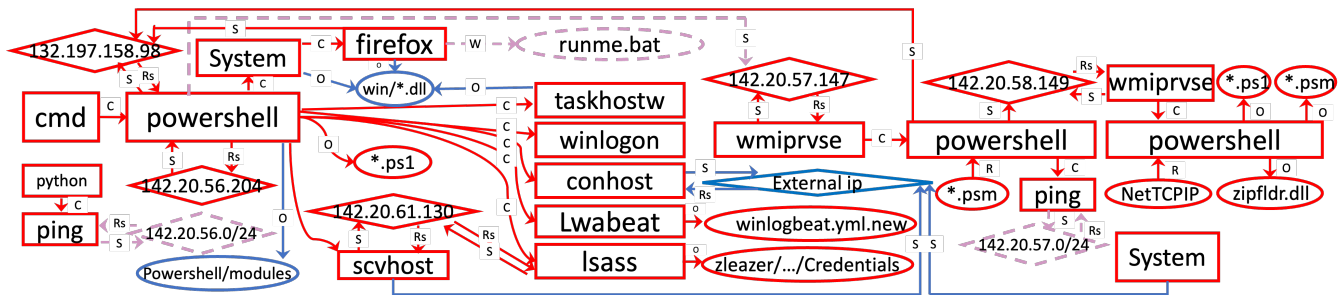 S
132.197.158.98
S
Rs
System
C
firefox
W
runme.bat
O
o
win/*.dll
O
S
142.20.57.147
S
Rs
S
142.20.58.149
Rs
S
wmiprvse
*.ps1
*.psm
cmd
C
powershell
C
C
taskhostw
C
winlogon
C
conhost
C
Lwabeat
C
lsass
wmiprvse
C
powershell
S
C
O
O
powershell
python
C
ping
Rs
S
142.20.56.0/24
S
Rs
142.20.56.204
O
*.ps1
O
Powershell/modules
142.20.61.130
S
Rs
scvhost
Rs
S
S
Rs
External ip
o
winlogbeat.yml.new
o
zleazer/.../Credentials
R
*.psm
C
ping
S
Rs
142.20.57.0/24
R
NetTCPIP
O
zipfldr.dll
S
S
System